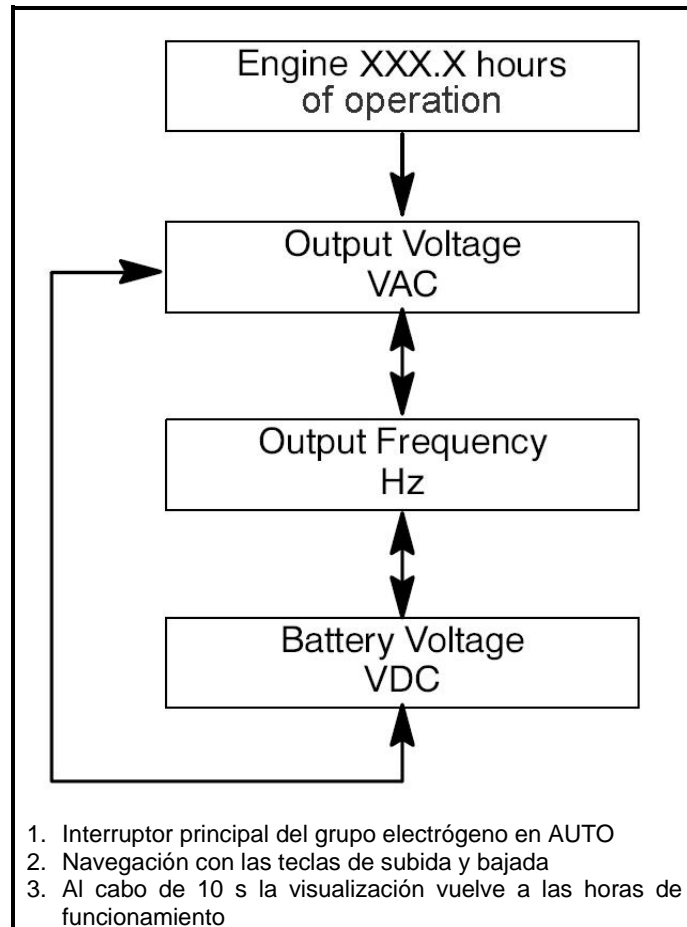 Engine XXX.X hours
of operation
Output Voltage
VAC
Output Frequency
Hz
Battery Voltage
VDC
1. Interruptor principal del grupo electrógeno en AUTO
2. Navegación con las teclas de subida y bajada
3. Al cabo de 10 s la visualización vuelve a las horas de
funcionamiento